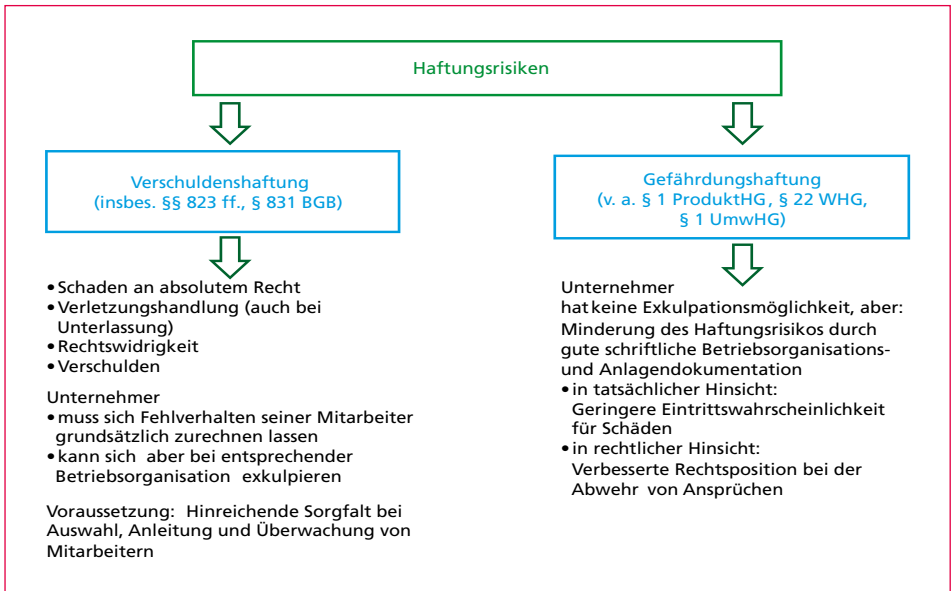 Haftungsrisiken
Verschuldenshaftung
(insbes. §§ 823 ff., § 831 BGB)
• Schaden an absolutem Recht
• Verletzungshandlung (auch bei
Unterlassung)
• Rechtswidrigkeit
• Verschulden
Unternehmer
• muss sich Fehlverhalten seiner Mitarbeiter
grundsätzlich zurechnen lassen
• kann sich aber bei entsprechender
Betriebsorganisation exkulpieren
Voraussetzung: Hinreichende Sorgfalt bei
Auswahl, Anleitung und Überwachung von
Mitarbeitern
Gefährdungshaftung
(v. a. § 1 ProduktHG, § 22 WHG,
§ 1 UmwHG)
Unternehmer
hat keine Exkulpationsmöglichkeit, aber:
Minderung des Haftungsrisikos durch
gute schriftliche Betriebsorganisations-
und Anlagendokumentation
• in tatsächlicher Hinsicht:
Geringere Eintrittswahrscheinlichkeit
für Schäden
• in rechtlicher Hinsicht:
Verbesserte Rechtsposition bei der
Abwehr von Ansprüchen